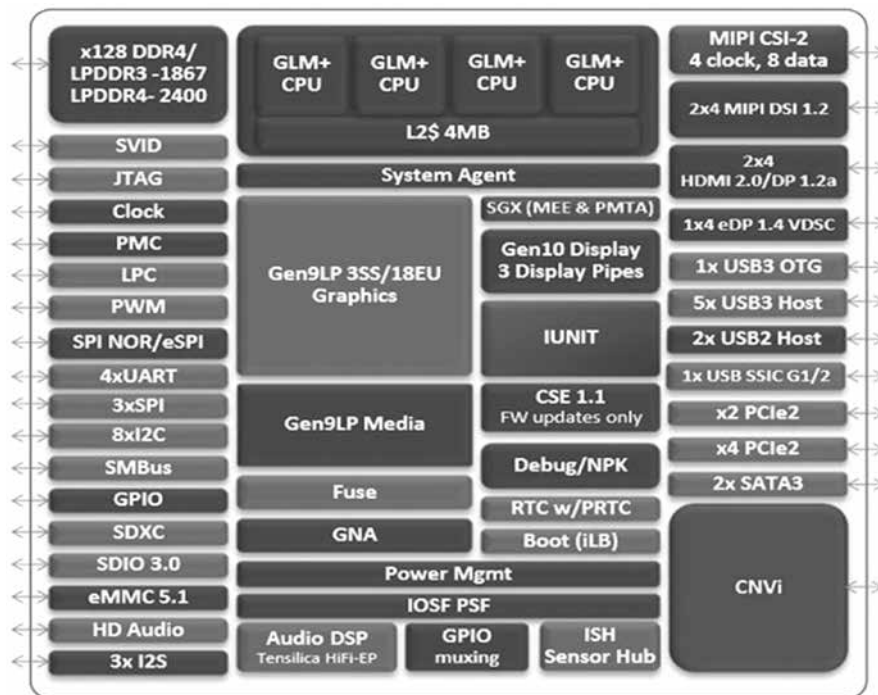 x128 DDR4/
LPDDR3 -1867
LPDDR4- 2400
SVID
JTAG
Clock
PMC
LPC
PWM
SPI NOR/eSPI
4xUART
3xSPI
8xI2C
SMBus
GPIO
SDXC
SDIO 3.0
eMMC 5.1
HD Audio
3x I2S
GLM+
CPU
GLM+
CPU
GLM+
CPU
GLM+
CPU
L2$ 4MB
System Agent
Gen9LP 3SS/18EU
Graphics
Gen9LP Media
Fuse
GNA
SGX (MEE & PMTA)
Gen10 Display
3 Display Pipes
IUNIT
CSE 1.1
FW updates only
Debug/NPK
RTC w/PRTC
Boot (iLB)
Power Mgmt
IOSF PSF
Audio DSP
Tensilica HiFi-EP
GPIO
muxing
ISH
Sensor Hub
MIPI CSI-2
4 clock, 8 data
2x4 MIPI DSI 1.2
2x4
HDMI 2.0/DP 1.2a
1x4 eDP 1.4 VDSC
1x USB3 OTG
5x USB3 Host
2x USB2 Host
1x USB SSIC G1/2
x2 PCIe2
x4 PCIe2
2x SATA3
CNVi